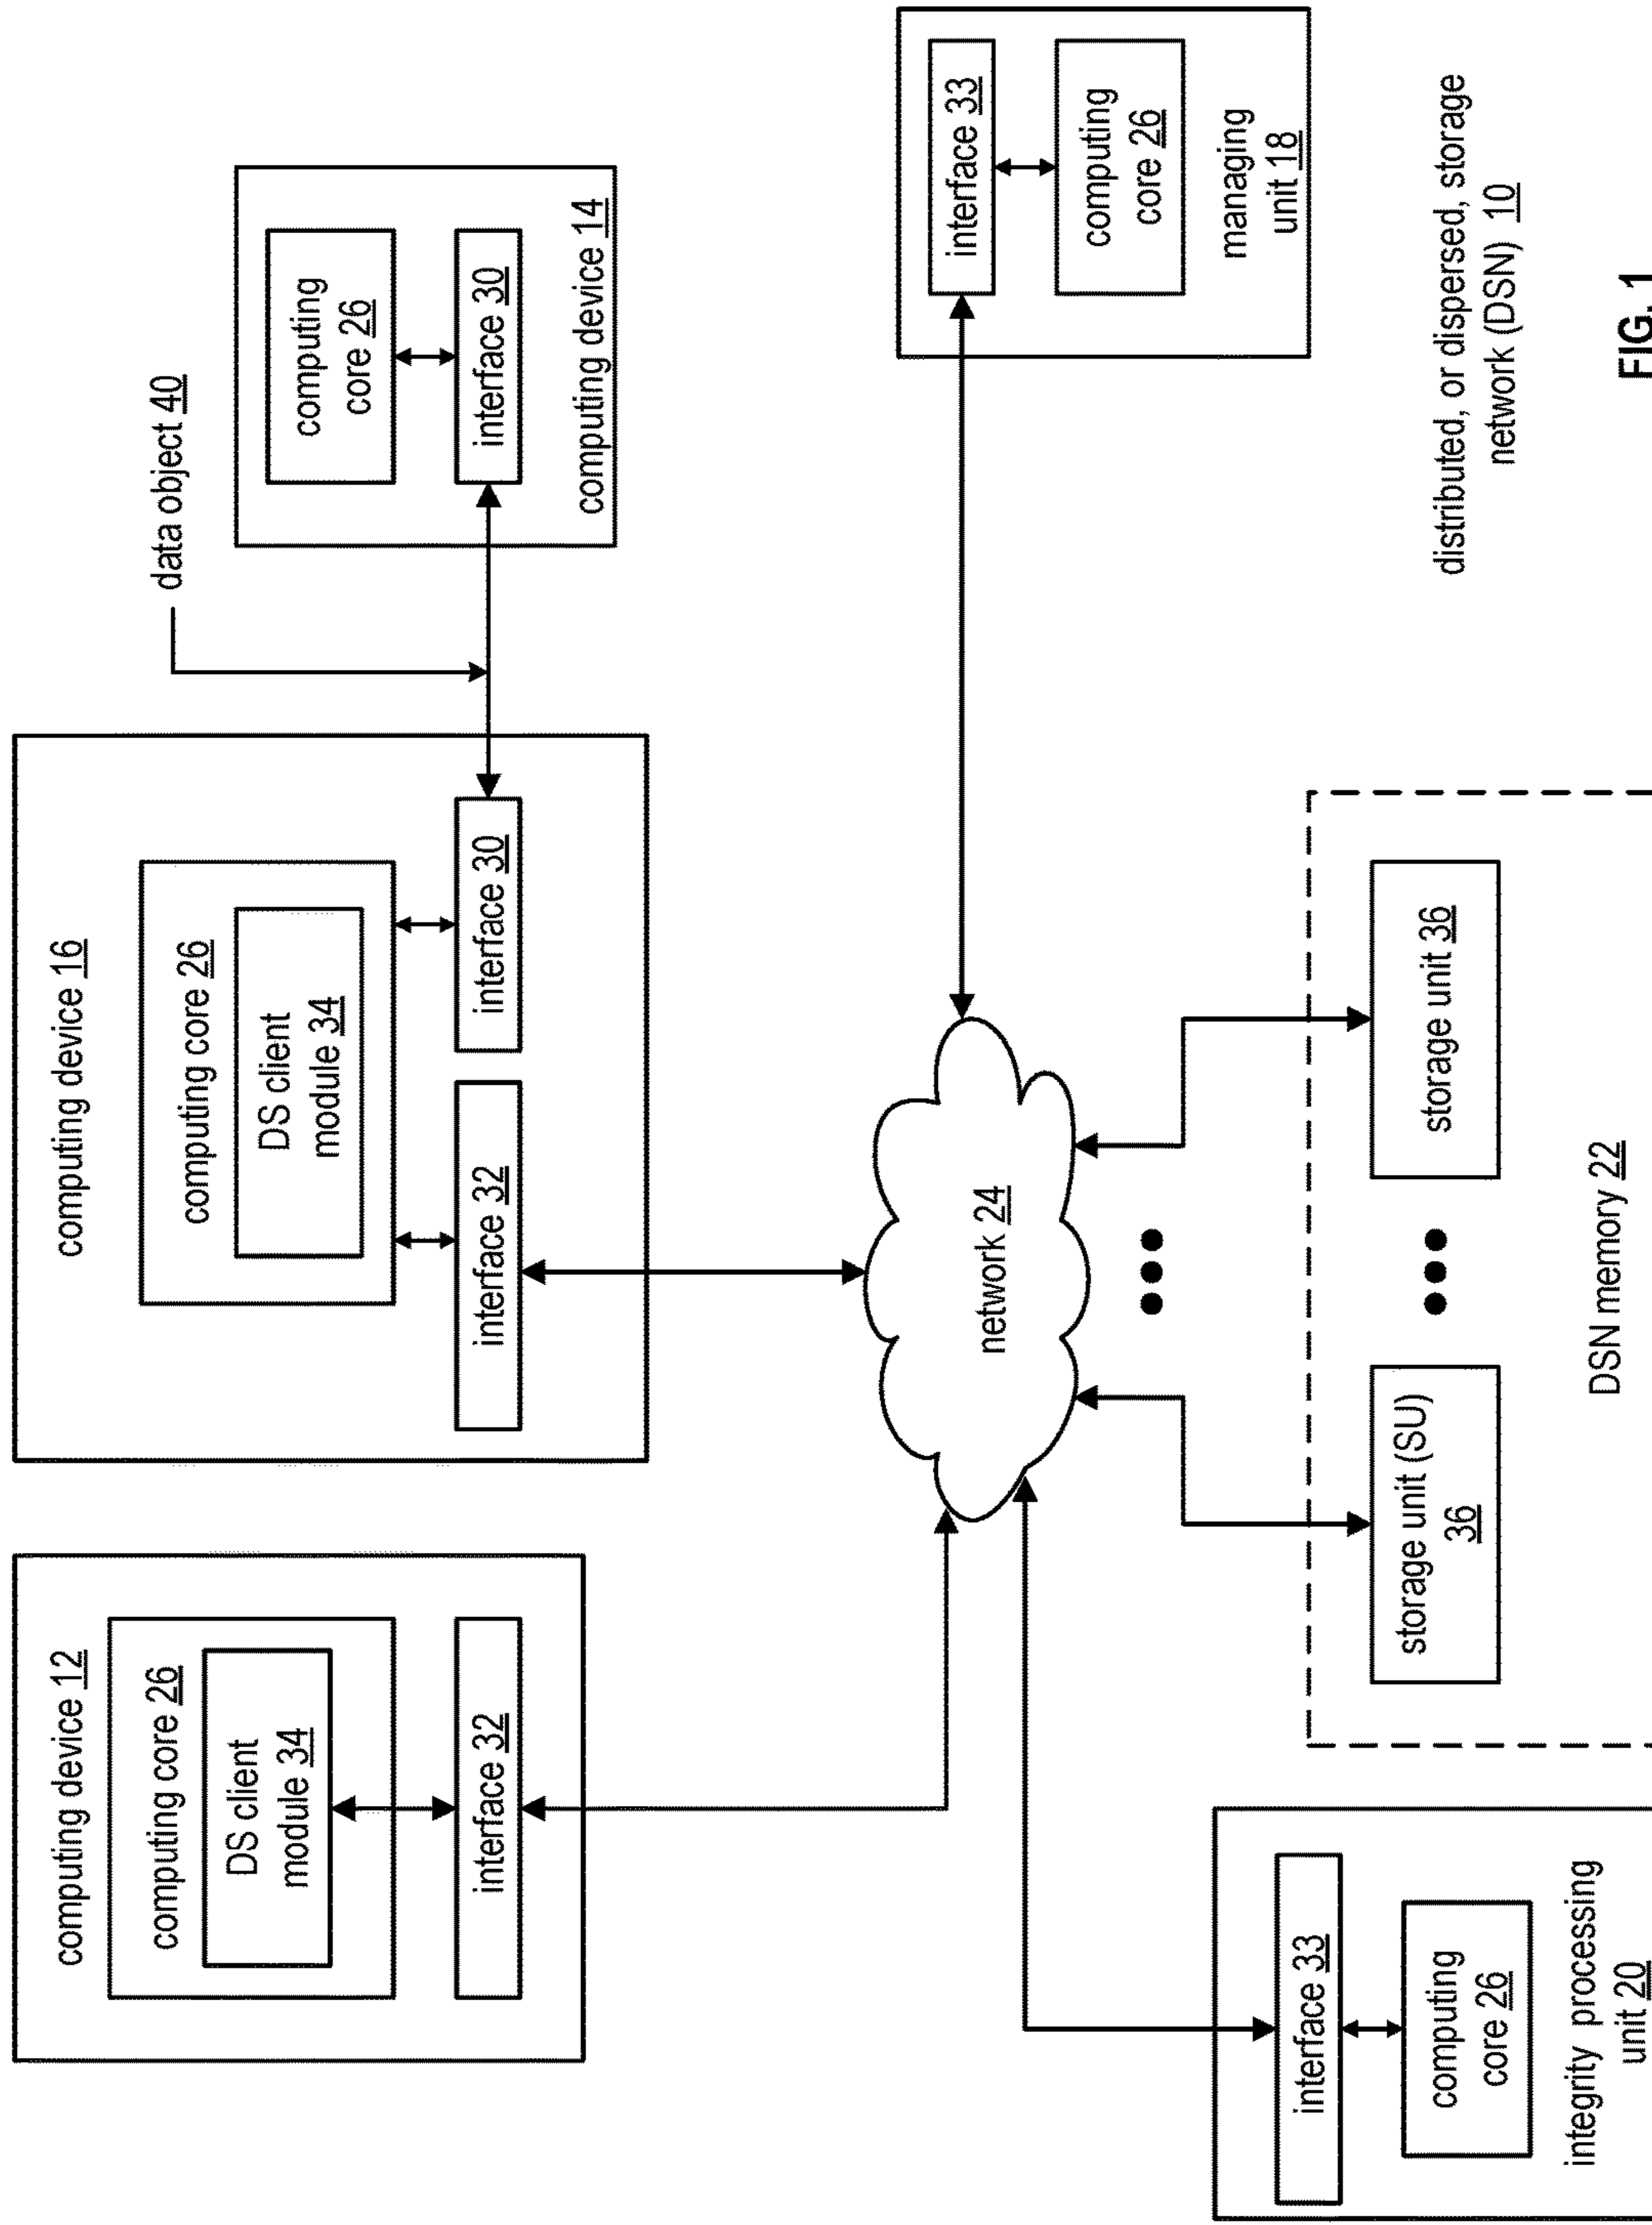 computing device 12
computing core 26
DS client
module 34
interface 32
computing device 16
computing core 26
DS client
module 34
interface 32
interface 30
data object 40
computing
core 26
interface 30
computing device 14
network 24
interface 33
computing
core 26
managing
unit 18
interface 33
computing
core 26
integrity processing
unit 20
storage unit (SU)
36
storage unit 36
DSN memory 22
distributed, or dispersed, storage
network (DSN) 10
FIG. 1